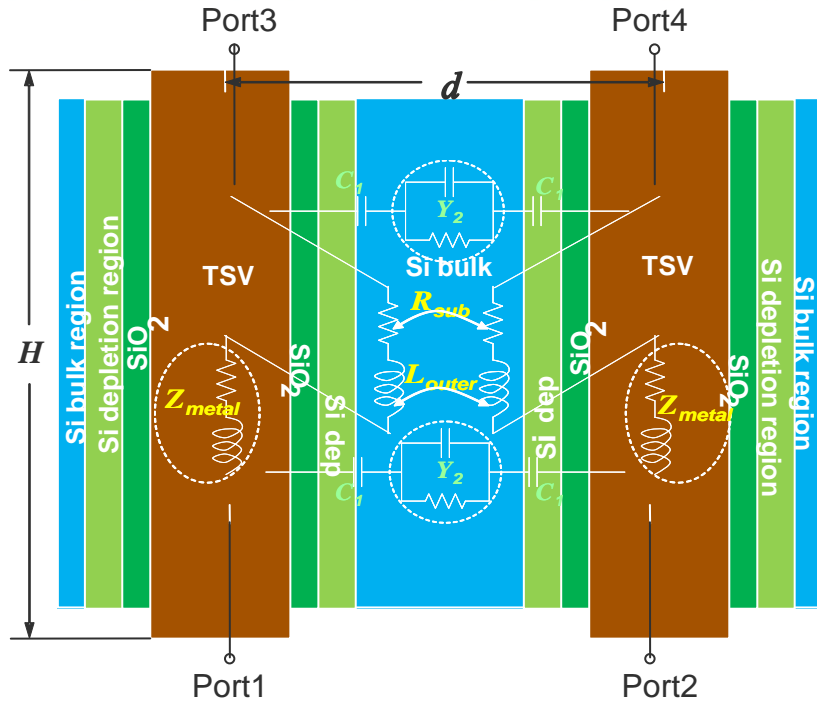 Port3
Port4
d
C1
Y2
C1
Si bulk
TSV
TSV
Rsub
H
Si bulk region
Si depletion region
SiO2
SiO2
Si dep
Louter
Si dep
SiO2
SiO2
Si depletion region
Si bulk region
Zmetal
Zmetal
C1
Y2
C1
Port1
Port2